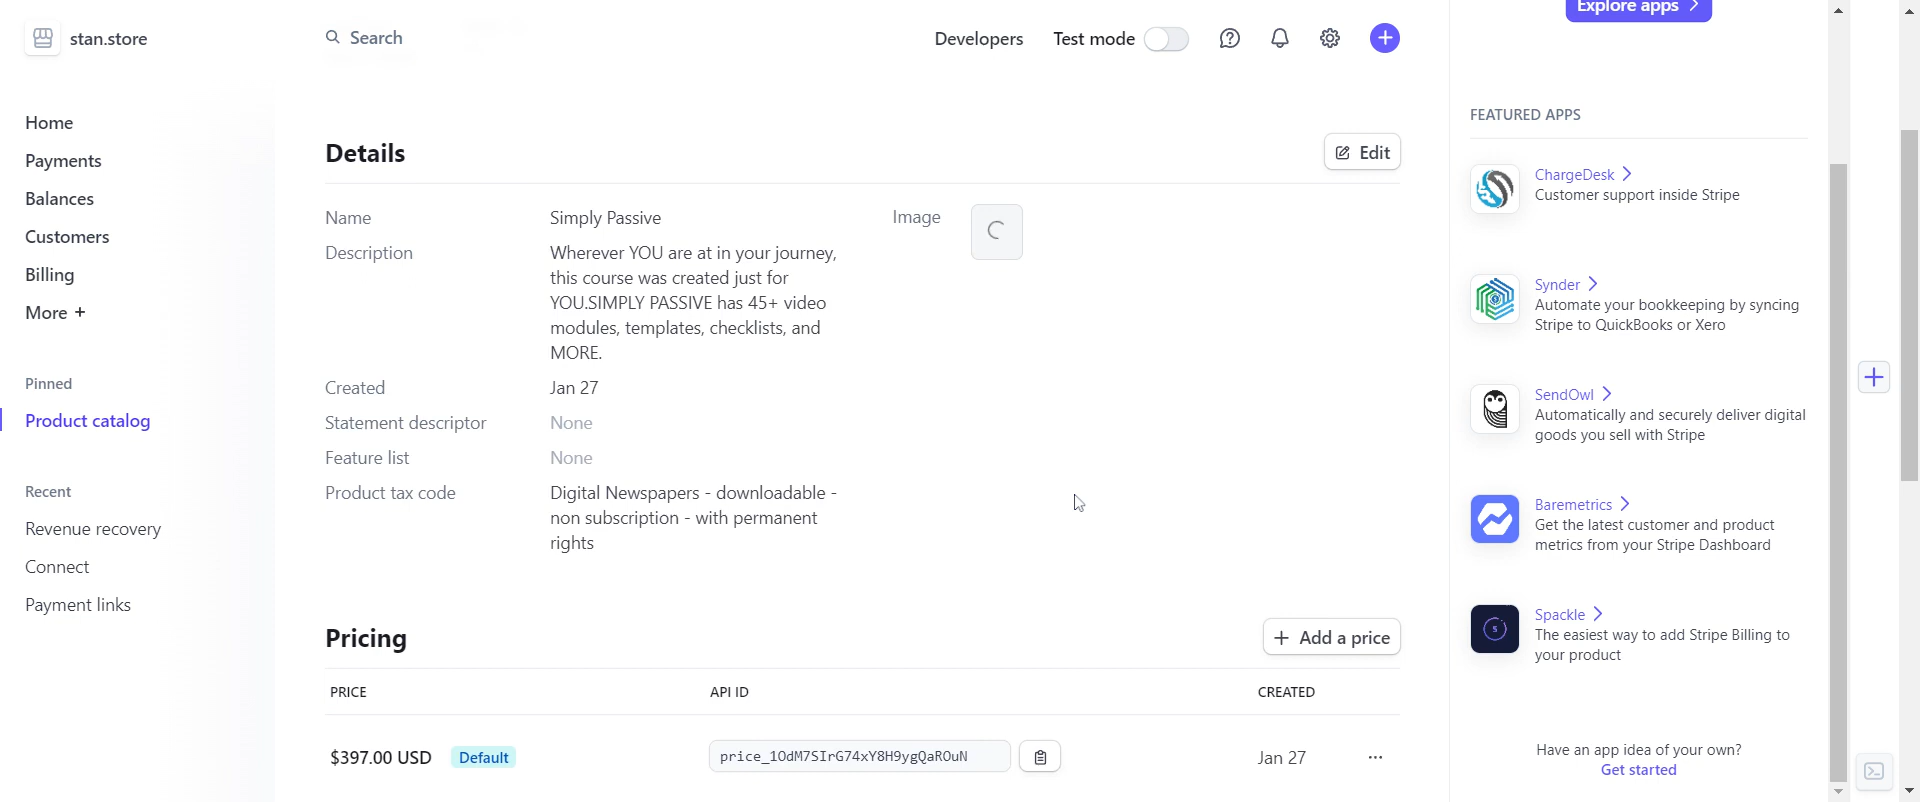 stan.store
Search
Developers
Test mode
Explore apps
Home
Payments
Balances
Customers
Billing
More +
Pinned
Product catalog
Recent
Revenue recovery
Connect
Payment links
Details
Edit
Name
Simply Passive
Image
Description
Wherever YOU are at in your journey,
this course was created just for
YOU.SIMPLY PASSIVE has 45+ video
modules, templates, checklists, and
MORE.
Created
Jan 27
Statement descriptor
None
Feature list
None
Product tax code
Digital Newspapers - downloadable -
non subscription - with permanent
rights
Pricing
+ Add a price
PRICE
API ID
CREATED
$397.00 USD
Default
price_1OdM7SIrG74xY8H9ygQaROuN
Jan 27
FEATURED APPS
ChargeDesk
Customer support inside Stripe
Synder
Automate your bookkeeping by syncing
Stripe to QuickBooks or Xero
SendOwl
Automatically and securely deliver digital
goods you sell with Stripe
Baremetrics
Get the latest customer and product
metrics from your Stripe Dashboard
Spackle
The easiest way to add Stripe Billing to
your product
Have an app idea of your own?
Get started